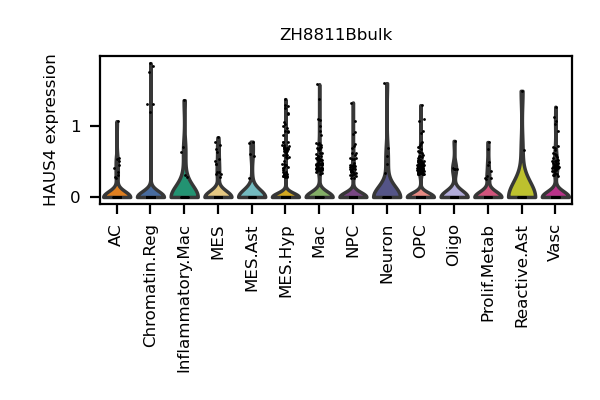 ZH8811Bbulk
HAUS4 expression
1
0
AC
Chromatin.Reg
Inflammatory.Mac
MES
MES.Ast
MES.Hyp
Mac
NPC
Neuron
OPC
Oligo
Prolif.Metab
Reactive.Ast
Vasc